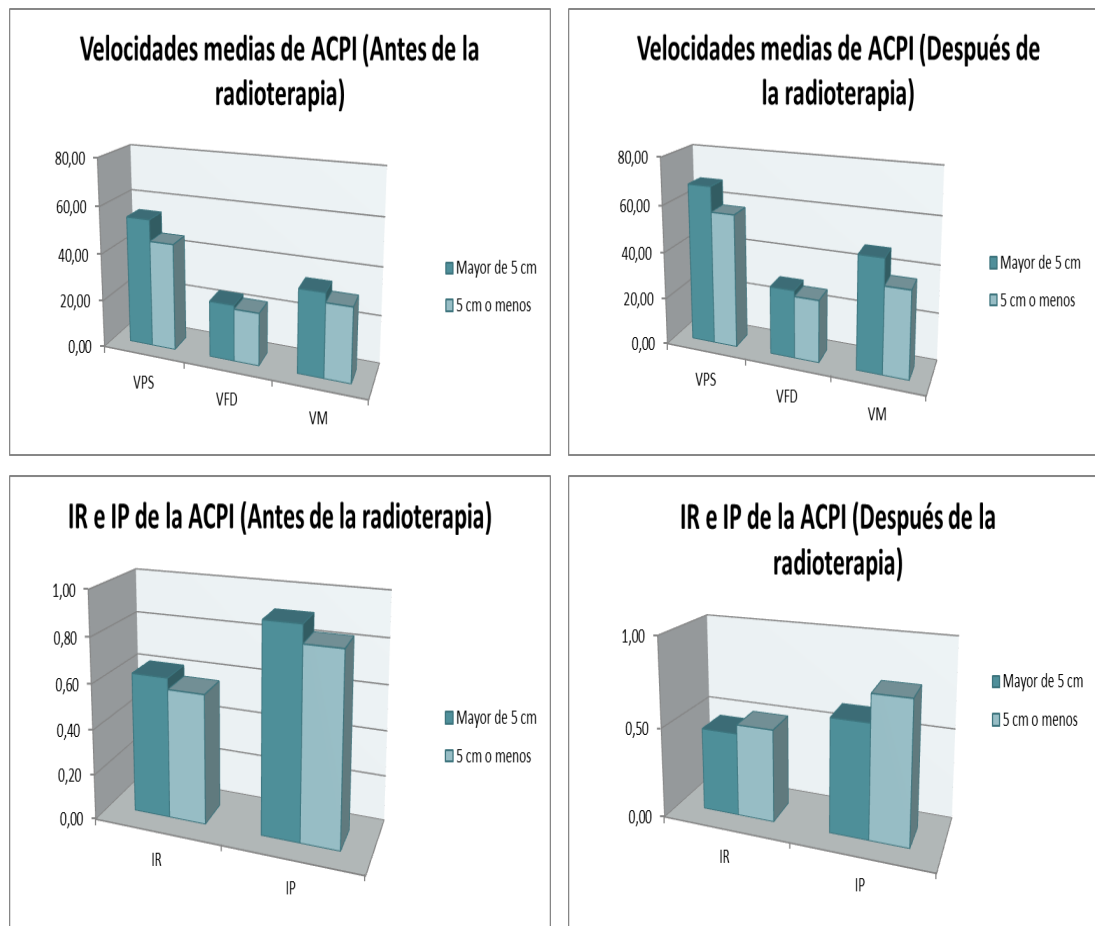 Velocidades medias de ACPI (Antes de la
radioterapia)
80,00
60,00
40,00
20,00
0,00
VPS
VFD
VM
Mayor de 5 cm
5 cm o menos
Velocidades medias de ACPI (Después de
la radioterapia)
80,00
60,00
40,00
20,00
0,00
VPS
VFD
VM
Mayor de 5 cm
5 cm o menos
IR e IP de la ACPI (Antes de la radioterapia)
1,00
0,80
0,60
0,40
0,20
0,00
IR
IP
Mayor de 5 cm
5 cm o menos
IR e IP de la ACPI (Después de la
radioterapia)
1,00
0,50
0,00
IR
IP
Mayor de 5 cm
5 cm o menos